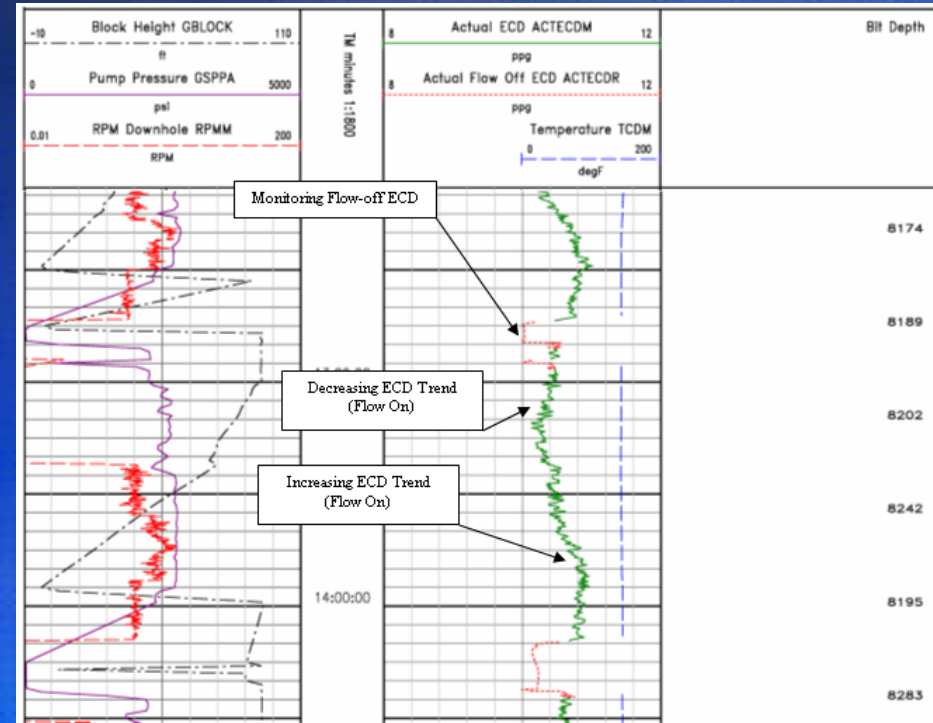 Block Height GBLOCK
-10 110
ft
Pump Pressure GSPPA
0 5000
psi
RPM Downhole RPMM
0.01 200
RPM
TM minutes 1:1800
Actual ECD ACTECDM
8 12
ppg
Actual Flow Off ECD ACTECDR
8 12
ppg
Temperature TCDM
0 200
degF
Bit Depth
Monitoring Flow-off ECD
8174
8189
Decreasing ECD Trend
(Flow On)
8202
Increasing ECD Trend
(Flow On)
8242
14:00:00
8195
8283